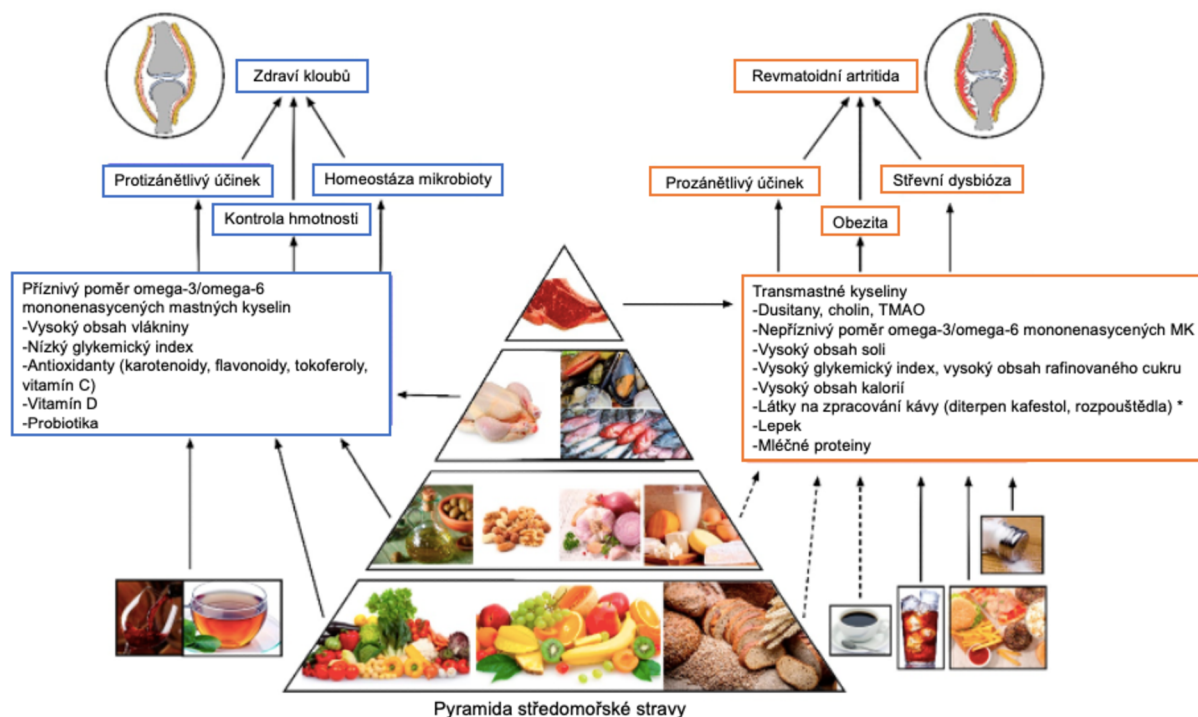 Zdraví kloubů
Revmatoidní artritida
Protizánětlivý účinek
Homeostáza mikrobioty
Kontrola hmotnosti
Prozánětlivý účinek
Střevní dysbióza
Obezita
Příznivý poměr omega-3/omega-6
mononenasycených mastných kyselin
-Vysoký obsah vlákniny
-Nízký glykemický index
-Antioxidanty (karotenoidy, flavonoidy, tokoferoly,
vitamín C)
-Vitamín D
-Probiotika
Transmastné kyseliny
-Dusitany, cholin, TMAO
-Nepříznivý poměr omega-3/omega-6 mononenasycených MK
-Vysoký obsah soli
-Vysoký glykemický index, vysoký obsah rafinovaného cukru
-Vysoký obsah kalorií
-Látky na zpracování kávy (diterpen kafestol, rozpouštědla) *
-Lepek
-Mléčné proteiny
Pyramida středomořské stravy